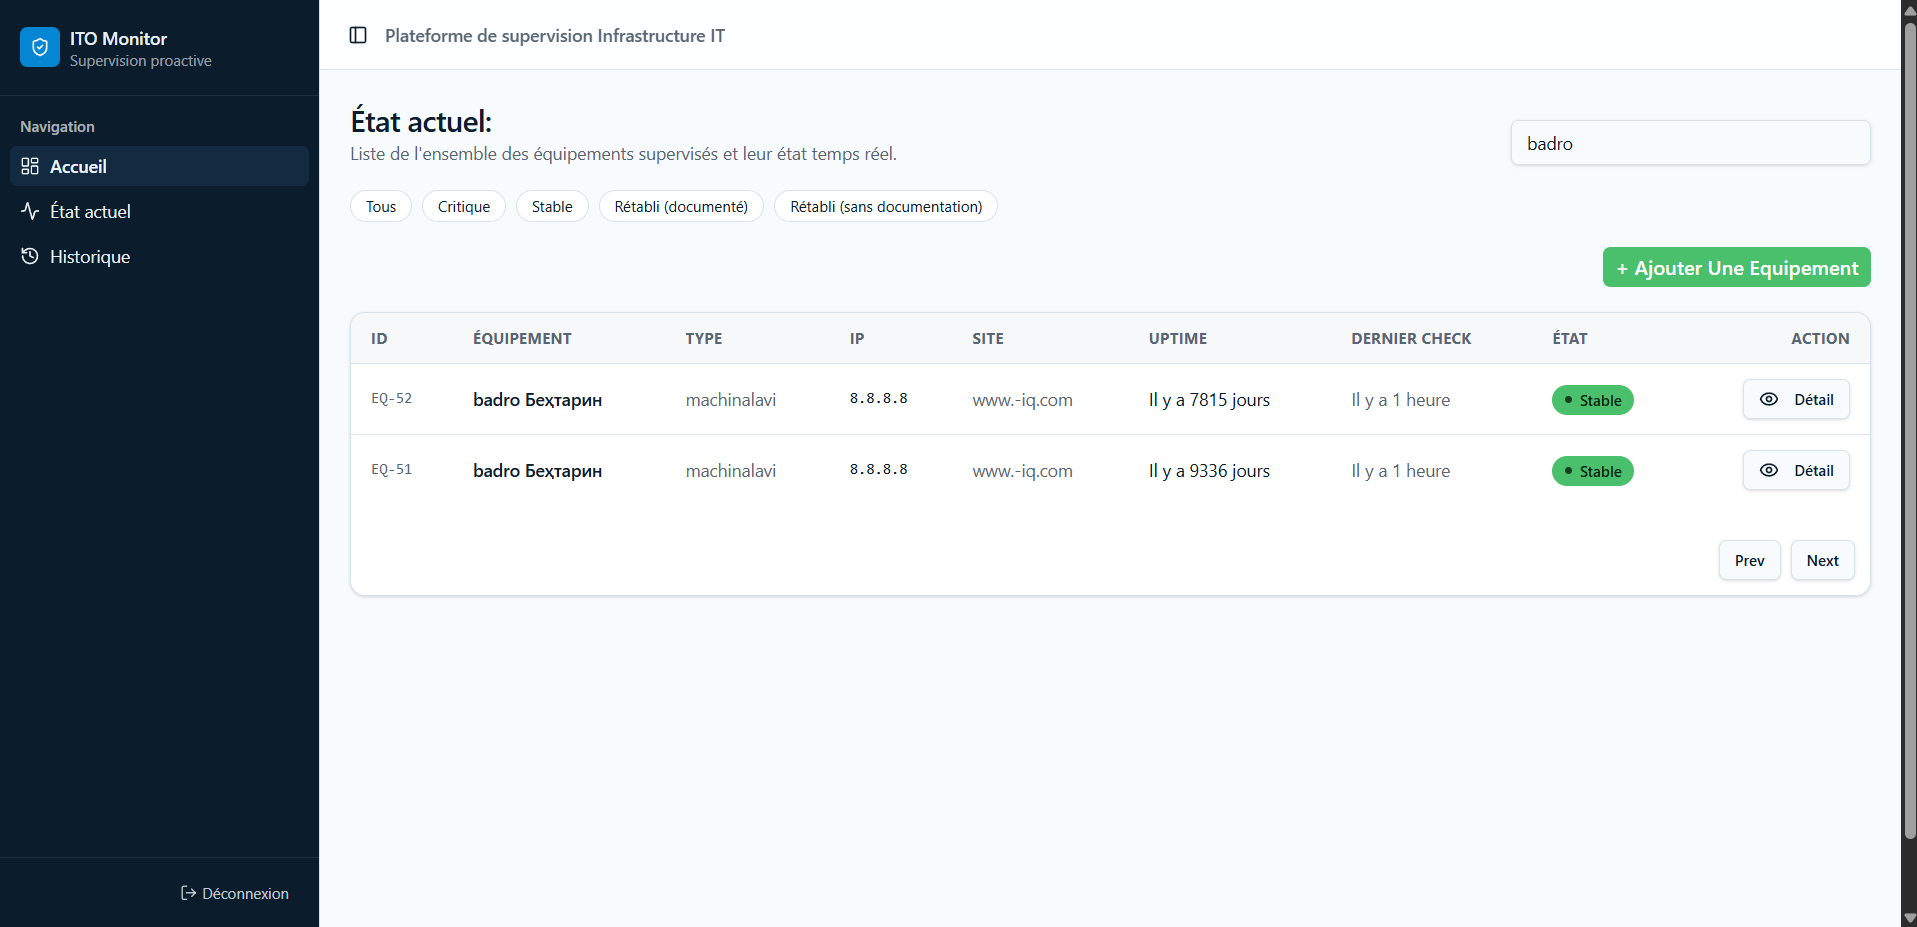 ITO Monitor
Supervision proactive
Navigation
Accueil
État actuel
Historique
Déconnexion
Plateforme de supervision Infrastructure IT
État actuel:
Liste de l'ensemble des équipements supervisés et leur état temps réel.
badro
Tous Critique Stable Rétabli (documenté) Rétabli (sans documentation)
+ Ajouter Une Equipement
ID ÉQUIPEMENT TYPE IP SITE UPTIME DERNIER CHECK ÉTAT ACTION
EQ-52 badro Беҳтарин machinalavi 8.8.8.8 www.-iq.com Il y a 7815 jours Il y a 1 heure Stable Détail
EQ-51 badro Беҳтарин machinalavi 8.8.8.8 www.-iq.com Il y a 9336 jours Il y a 1 heure Stable Détail
Prev Next